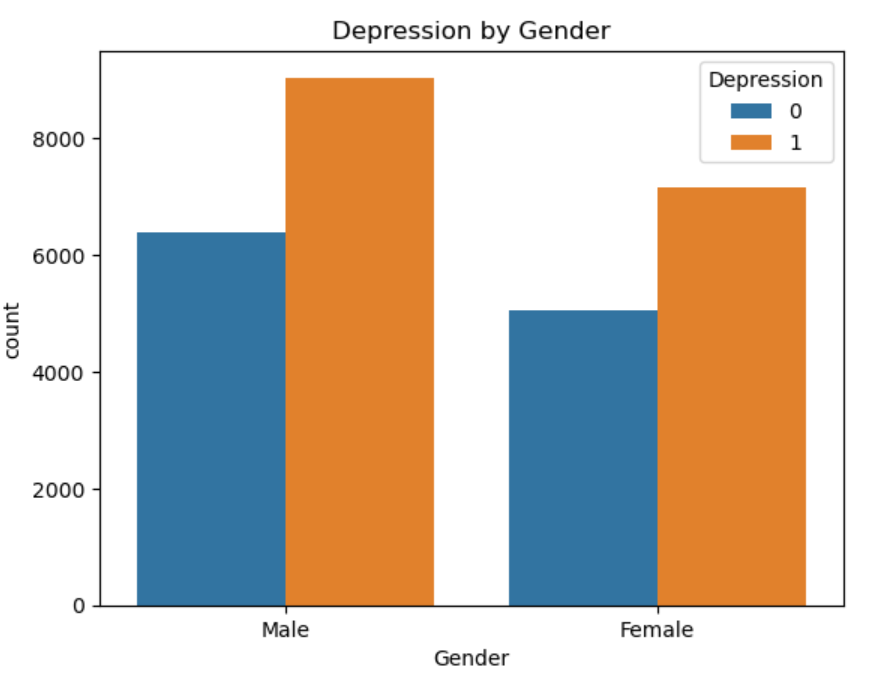 Depression by Gender
Depression
0
1
8000
6000
4000
2000
0
count
Male
Female
Gender